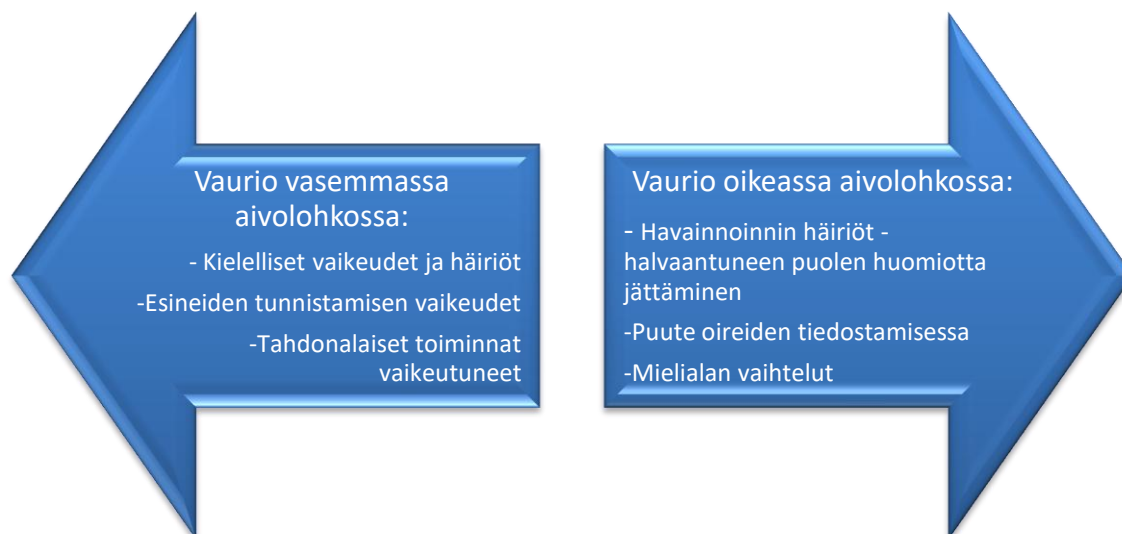 Vaurio vasemmassa
aivolohkossa:
- Kielelliset vaikeudet ja häiriöt
-Esineiden tunnistamisen vaikeudet
-Tahdonalaiset toiminnat
vaikeutuneet
Vaurio oikeassa aivolohkossa:
- Havainnoinnin häiriöt -
halvaantuneen puolen huomiotta
jättäminen
-Puute oireiden tiedostamisessa
-Mielialan vaihtelut